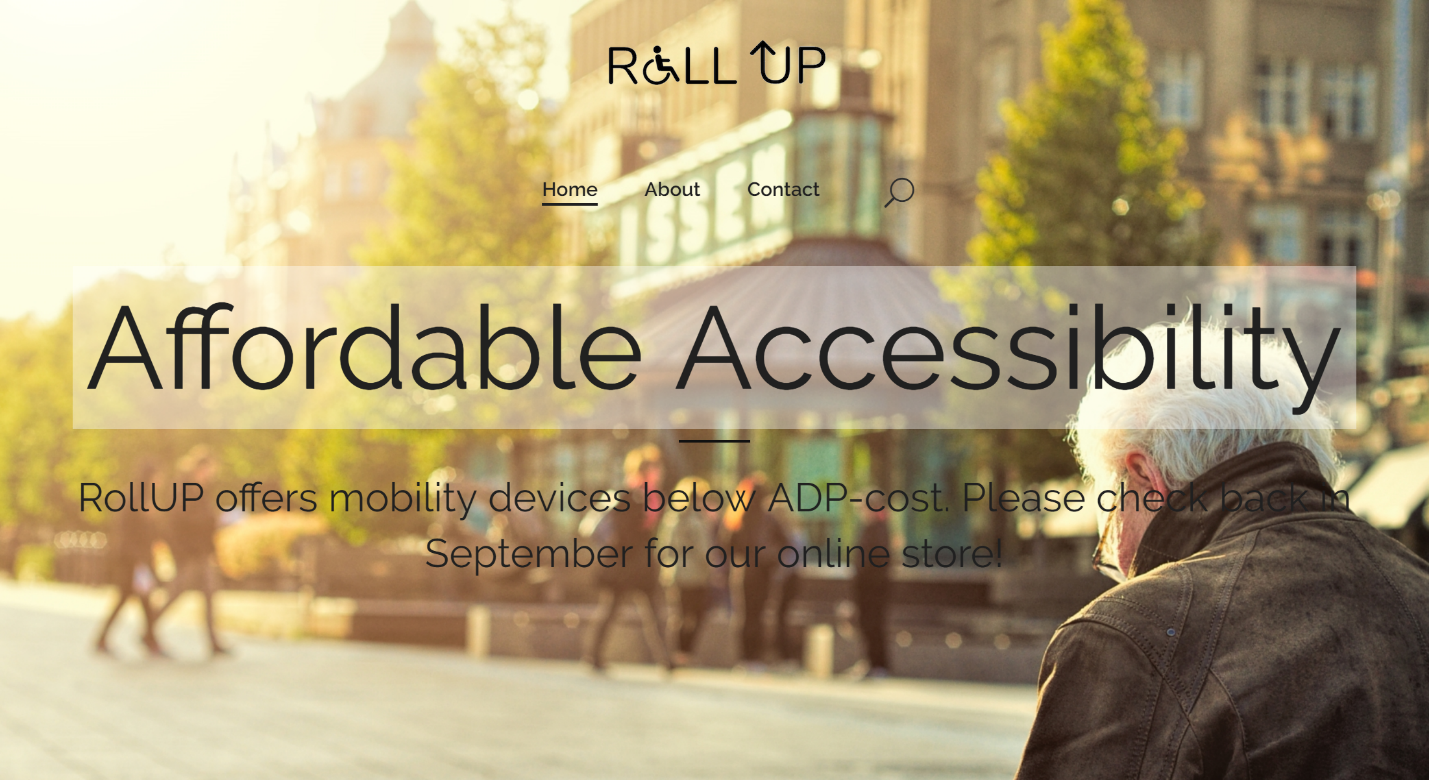 ROLL UP
Home About Contact
ISSEN
Affordable Accessibility
RollUP offers mobility devices below ADP-cost. Please check back in
September for our online store!